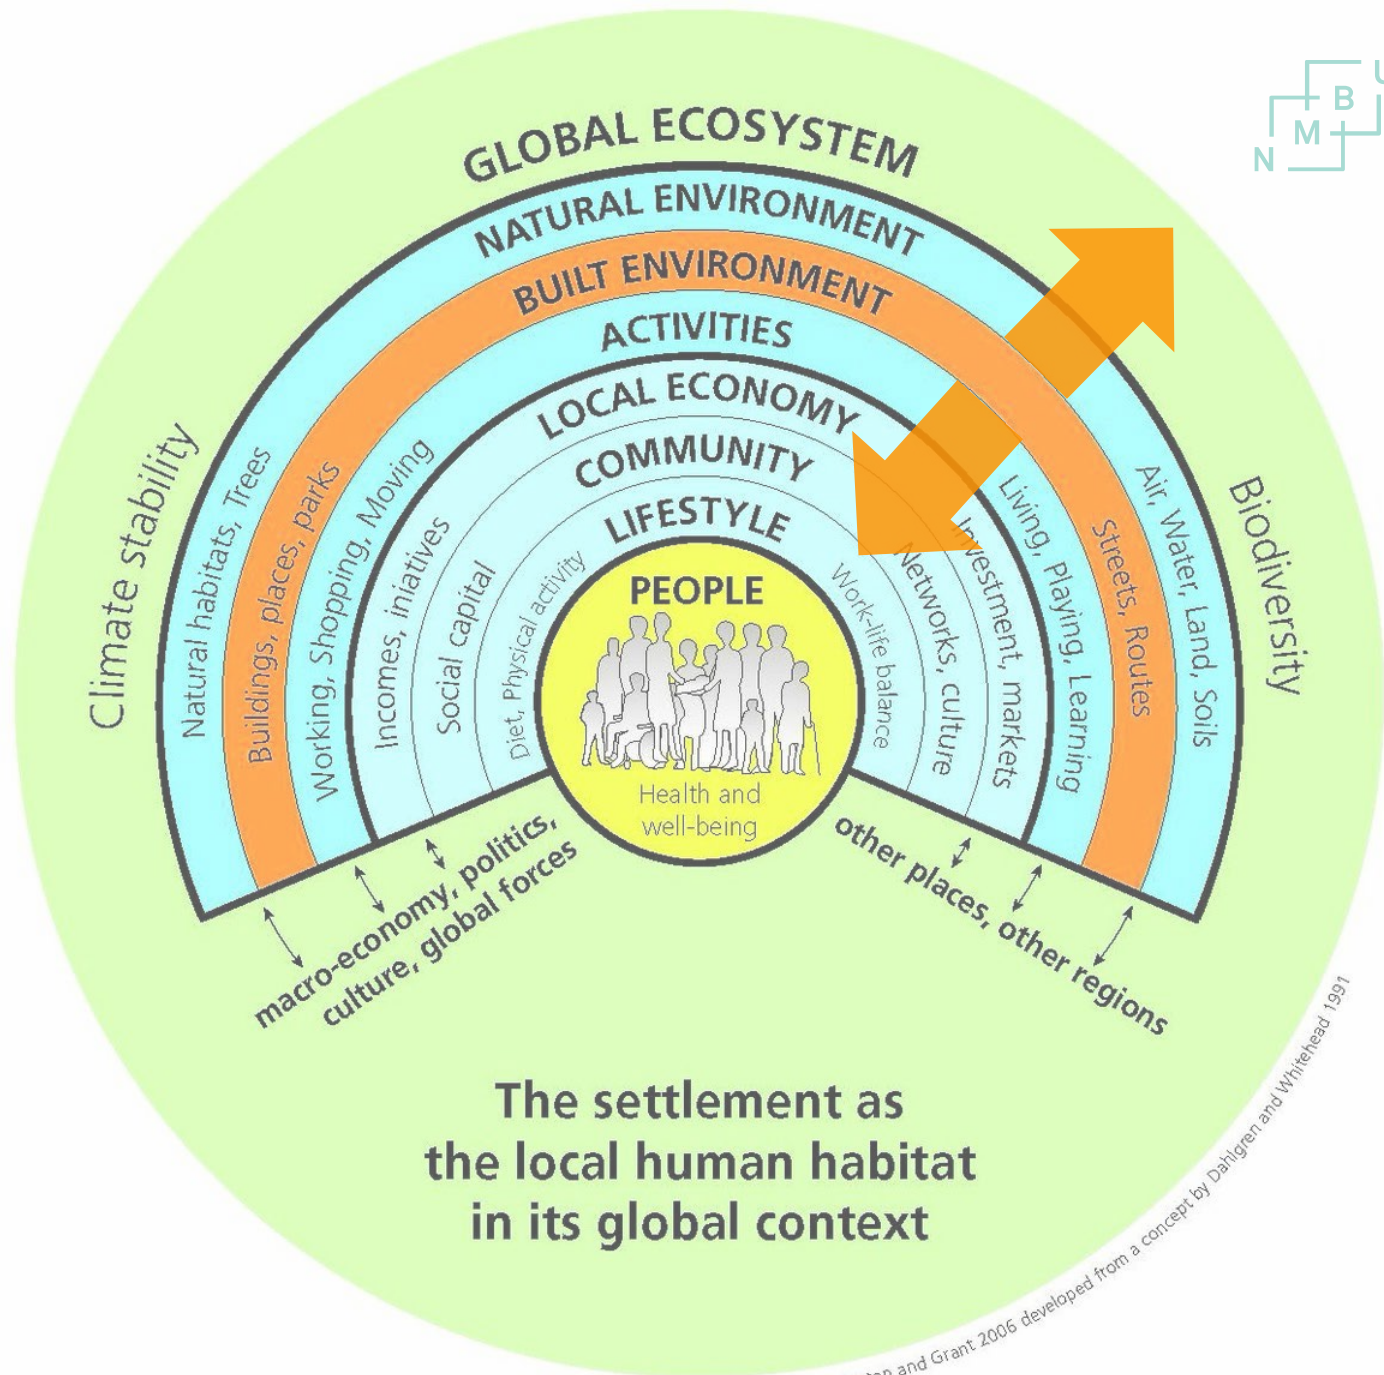 N M B U
GLOBAL ECOSYSTEM
NATURAL ENVIRONMENT
BUILT ENVIRONMENT
ACTIVITIES
LOCAL ECONOMY
COMMUNITY
LIFESTYLE
PEOPLE
Health and
well-being
Climate stability
Natural habitats, Trees
Buildings, places, parks
Working, Shopping, Moving
Incomes, iniatives
Social capital
Diet, Physical activity
Work-life balance
Networks, culture
Investment, markets
Living, Playing, Learning
Streets, Routes
Air, Water, Land, Soils
Biodiversity
macro-economy, politics,
culture, global forces
other places, other regions
The settlement as
the local human habitat
in its global context
and Grant 2006 developed from a concept by Dahlgren and Whitehead 1991